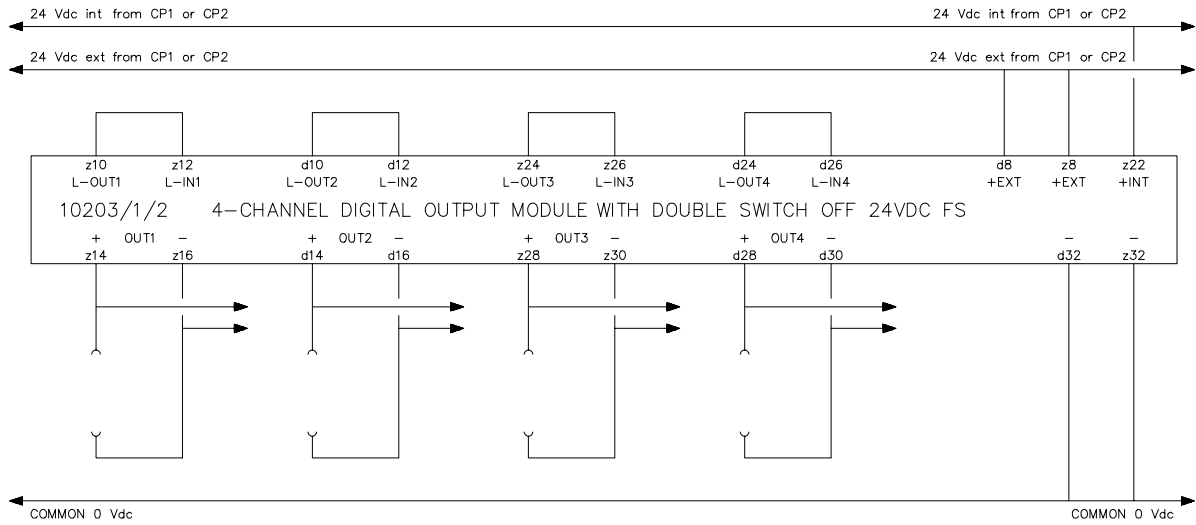 24 Vdc int from CP1 or CP2 24 Vdc int from CP1 or CP2
24 Vdc ext from CP1 or CP2 24 Vdc ext from CP1 or CP2
z10 z12 d10 d12 z24 z26 d24 d26 d8 z8 z22
L-OUT1 L-IN1 L-OUT2 L-IN2 L-OUT3 L-IN3 L-OUT4 L-IN4 +EXT +EXT +INT
10203/1/2 4-CHANNEL DIGITAL OUTPUT MODULE WITH DOUBLE SWITCH OFF 24VDC FS
+ OUT1 - + OUT2 - + OUT3 - + OUT4 - - -
z14 z16 d14 d16 z28 z30 d28 d30 d32 z32
COMMON 0 Vdc COMMON 0 Vdc